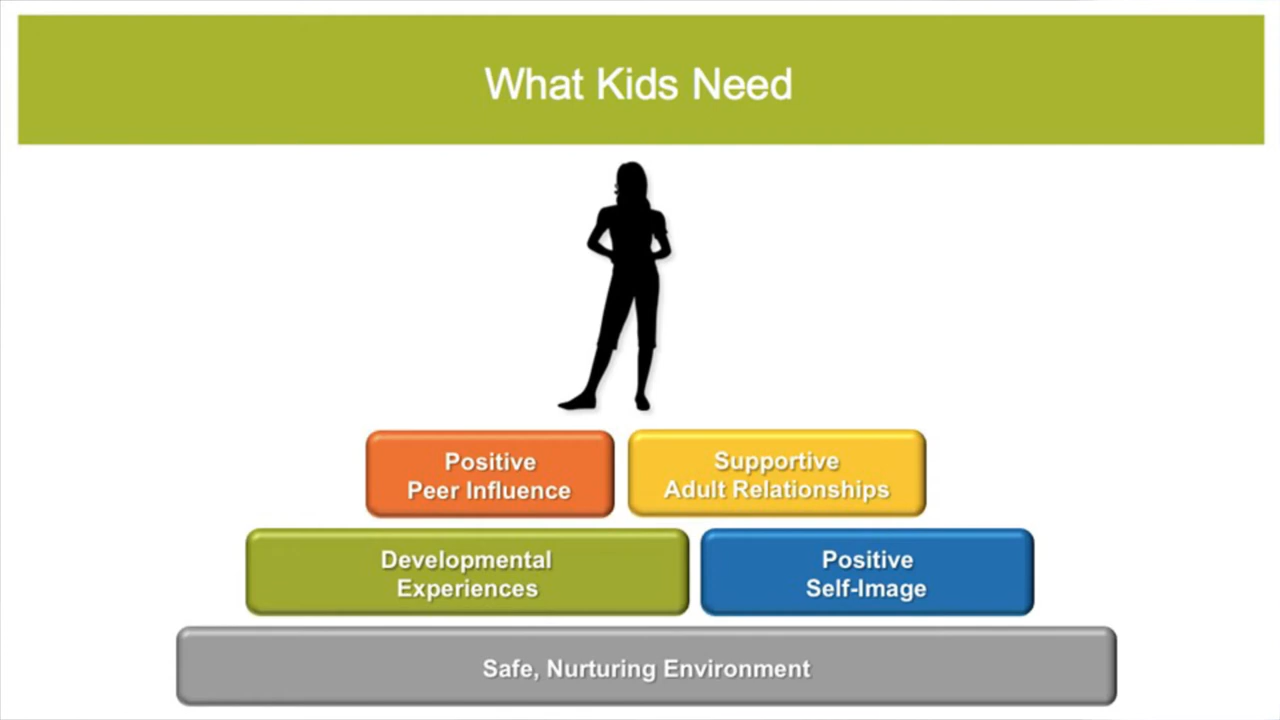 What Kids Need
Positive
Peer Influence
Supportive
Adult Relationships
Developmental
Experiences
Positive
Self-Image
Safe, Nurturing Environment